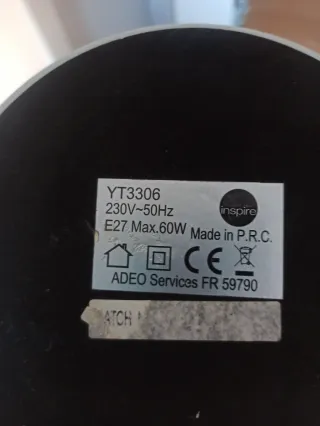 YT3306
230V~50Hz
inspire
E27 Max.60W Made in P.R.C.
CE
ADEO Services FR 59790